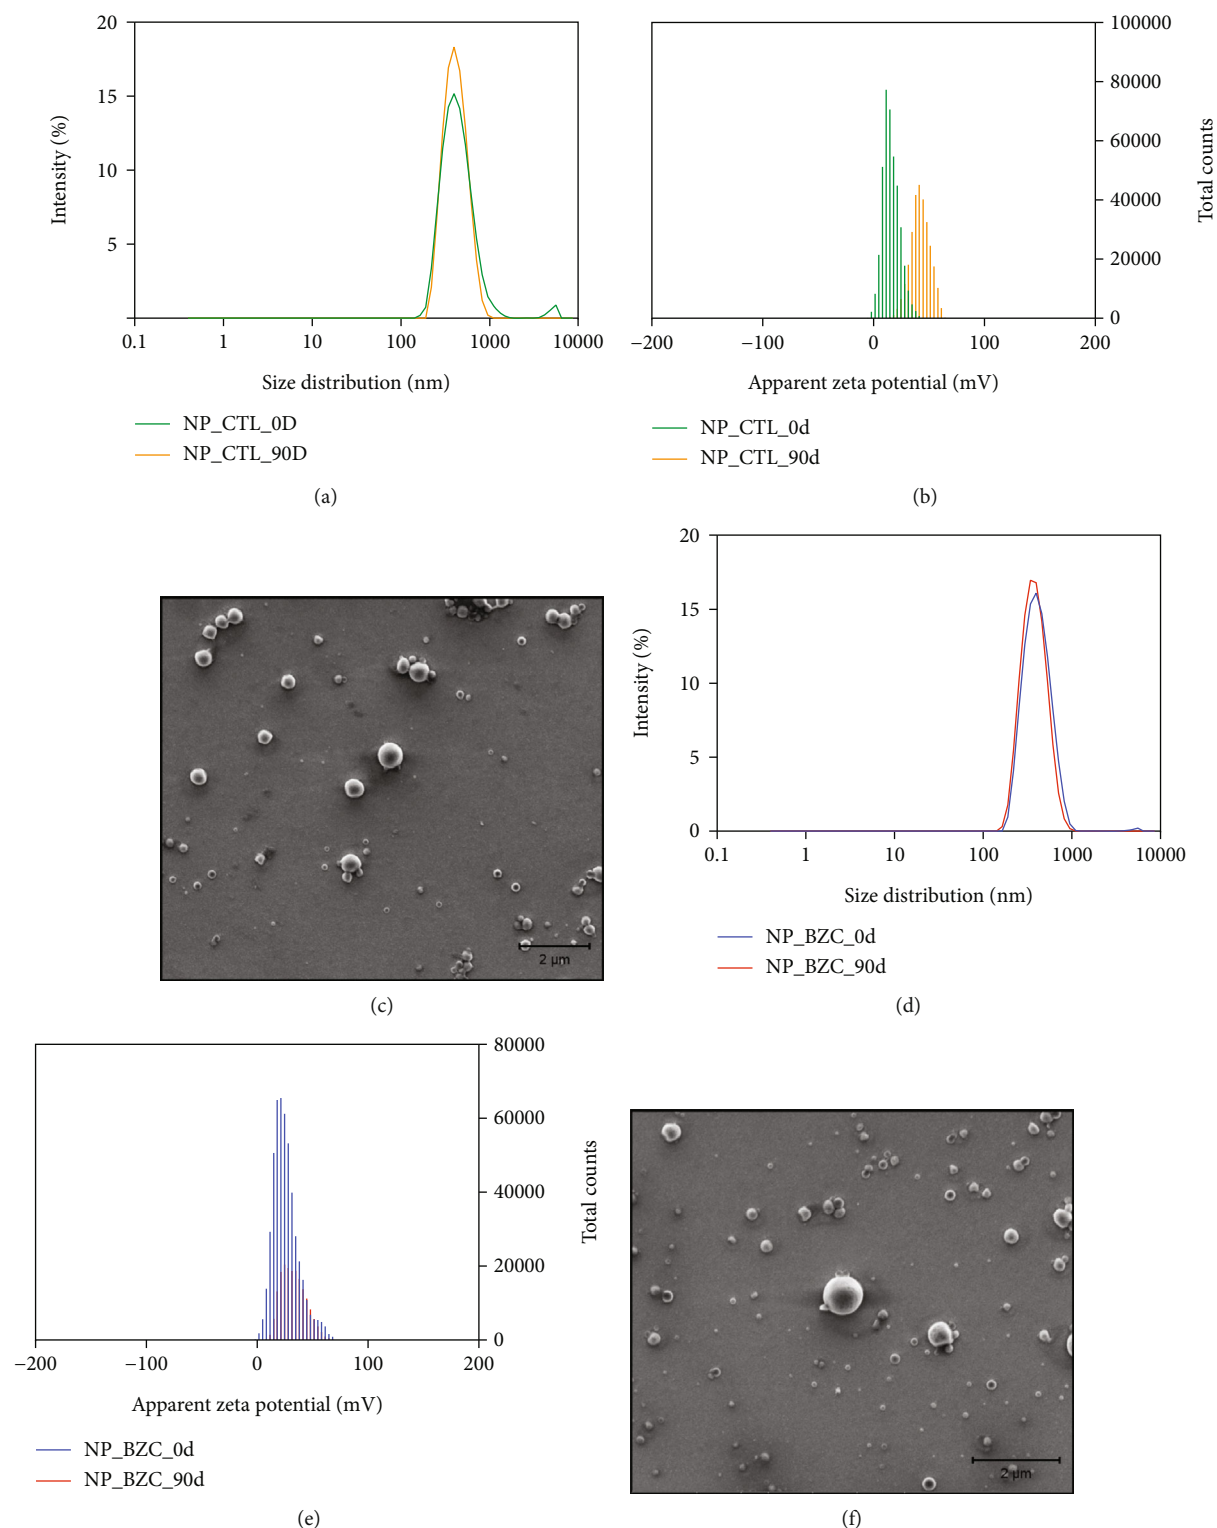 20
15
10
5
Intensity (%)
0.1
1
10
100
1000
10000
Size distribution (nm)
NP_CTL_0D
NP_CTL_90D
(a)
100000
80000
60000
40000
20000
0
Total counts
−200
−100
0
100
200
Apparent zeta potential (mV)
NP_CTL_0d
NP_CTL_90d
(b)
2 µm
(c)
20
15
10
5
0
Intensity (%)
0.1
1
10
100
1000
10000
Size distribution (nm)
NP_BZC_0d
NP_BZC_90d
(d)
80000
60000
40000
20000
0
Total counts
−200
−100
0
100
200
Apparent zeta potential (mV)
NP_BZC_0d
NP_BZC_90d
(e)
2 µm
(f)